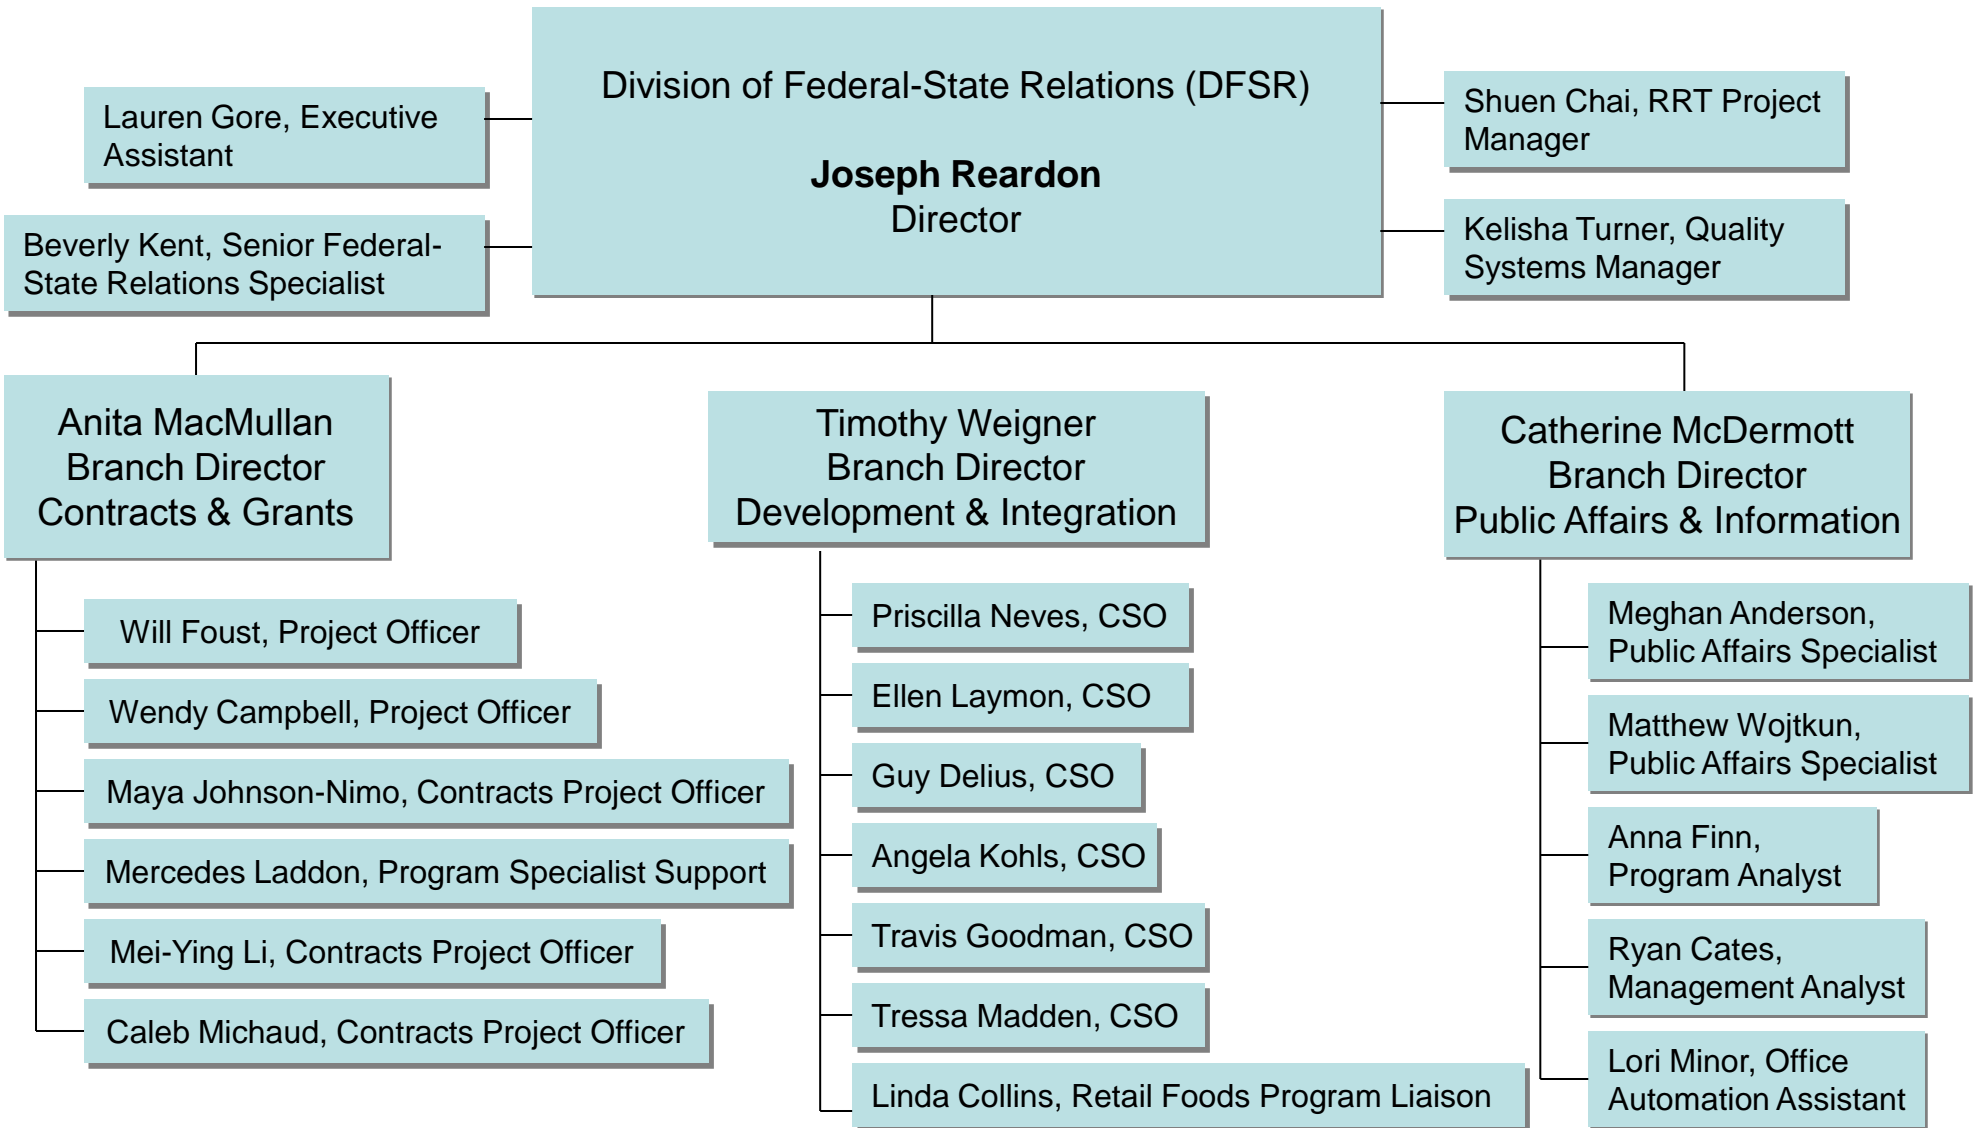 Division of Federal-State Relations (DFSR)
Joseph Reardon
Director
Lauren Gore, Executive
Assistant
Beverly Kent, Senior Federal-
State Relations Specialist
Shuen Chai, RRT Project
Manager
Kelisha Turner, Quality
Systems Manager
Anita MacMullan
Branch Director
Contracts & Grants
Will Foust, Project Officer
Wendy Campbell, Project Officer
Maya Johnson-Nimo, Contracts Project Officer
Mercedes Laddon, Program Specialist Support
Mei-Ying Li, Contracts Project Officer
Caleb Michaud, Contracts Project Officer
Timothy Weigner
Branch Director
Development & Integration
Priscilla Neves, CSO
Ellen Laymon, CSO
Guy Delius, CSO
Angela Kohls, CSO
Travis Goodman, CSO
Tressa Madden, CSO
Linda Collins, Retail Foods Program Liaison
Catherine McDermott
Branch Director
Public Affairs & Information
Meghan Anderson,
Public Affairs Specialist
Matthew Wojtkun,
Public Affairs Specialist
Anna Finn,
Program Analyst
Ryan Cates,
Management Analyst
Lori Minor, Office
Automation Assistant